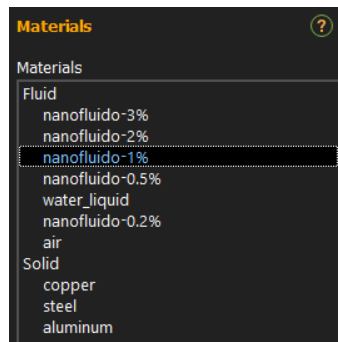 Materials
?
Materials
Fluid
nanofluido-3%
nanofluido-2%
nanofluido-1%
nanofluido-0.5%
water_liquid
nanofluido-0.2%
air
Solid
copper
steel
aluminum